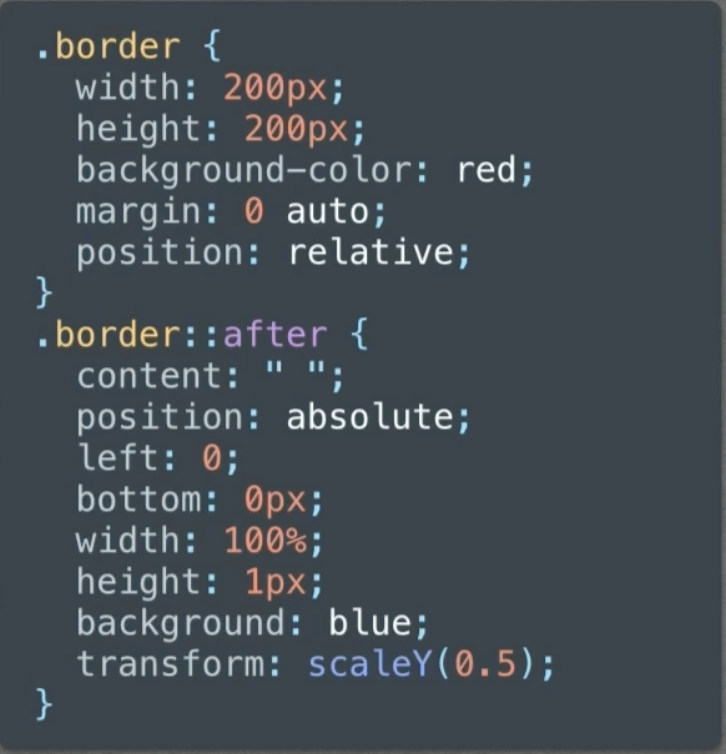 .border {
  width: 200px;
  height: 200px;
  background-color: red;
  margin: 0 auto;
  position: relative;
}
.border::after {
  content: " ";
  position: absolute;
  left: 0;
  bottom: 0px;
  width: 100%;
  height: 1px;
  background: blue;
  transform: scaleY(0.5);
}